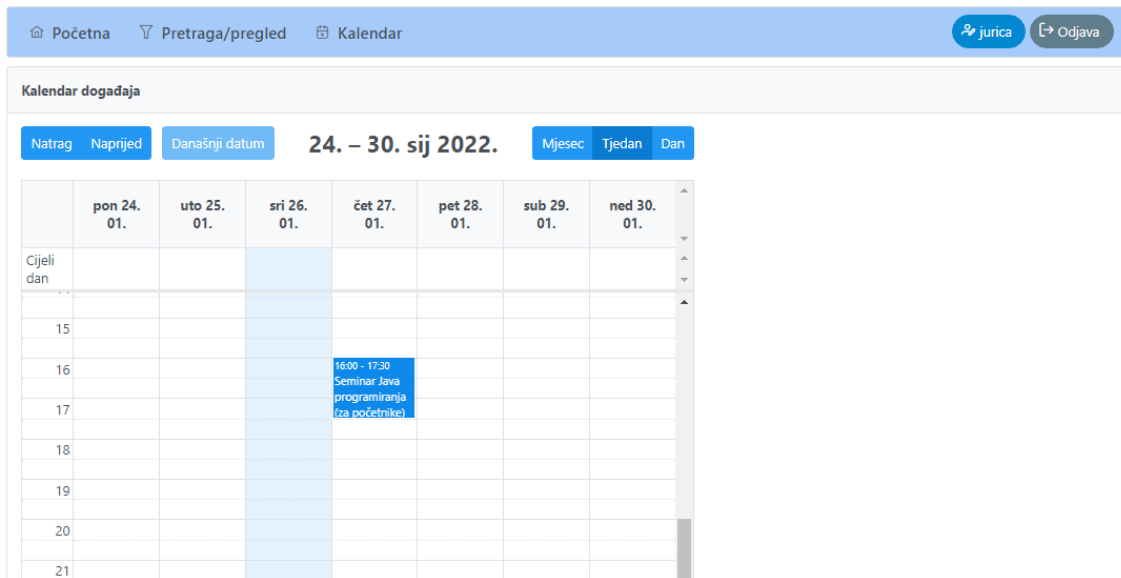 Početna Pretraga/pregled Kalendar jurica Odjava
Kalendar događaja
Natrag Naprijed Današnji datum 24. – 30. sij 2022. Mjesec Tjedan Dan
pon 24. uto 25. sri 26. čet 27. pet 28. sub 29. ned 30.
01. 01. 01. 01. 01. 01. 01.
Cijeli
dan
15
16 16:00 - 17:30
Seminar Java
programiranja
17 (za početnike)
18
19
20
21